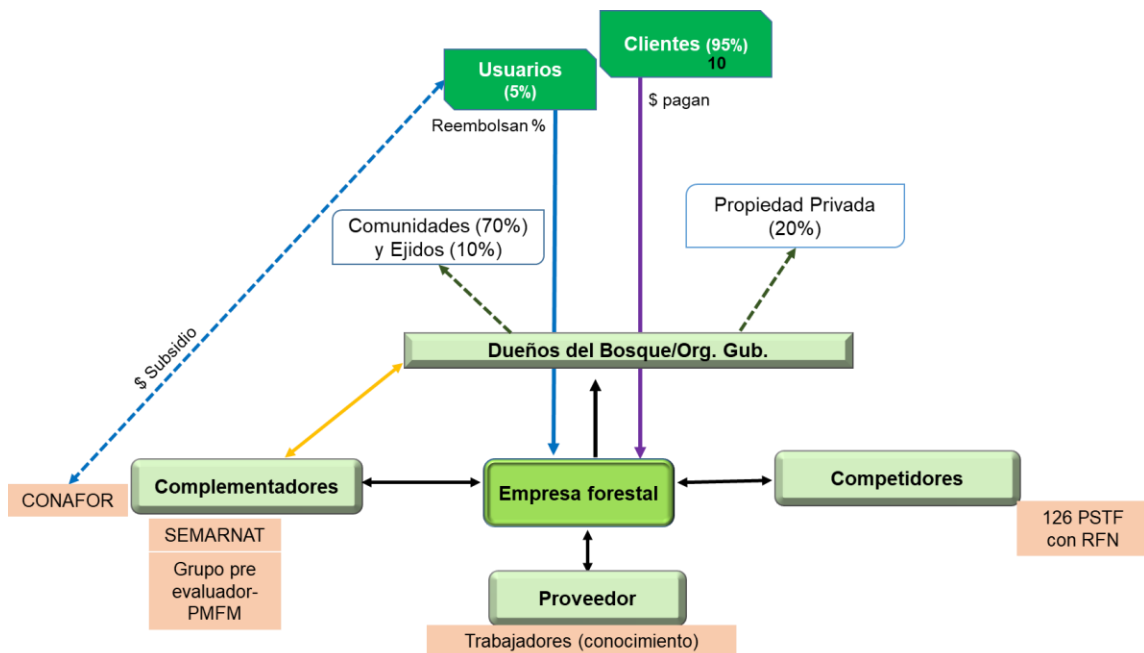 Clientes (95%)
10
Usuarios
(5%)
$ pagan
Reembolsan %
Propiedad Privada
(20%)
Comunidades (70%)
y Ejidos (10%)
Dueños del Bosque/Org. Gub.
$ Subsidio
Complementadores
Empresa forestal
Competidores
CONAFOR
126 PSTF
con RFN
SEMARNAT
Grupo pre
evaluador-
PMFM
Proveedor
Trabajadores (conocimiento)